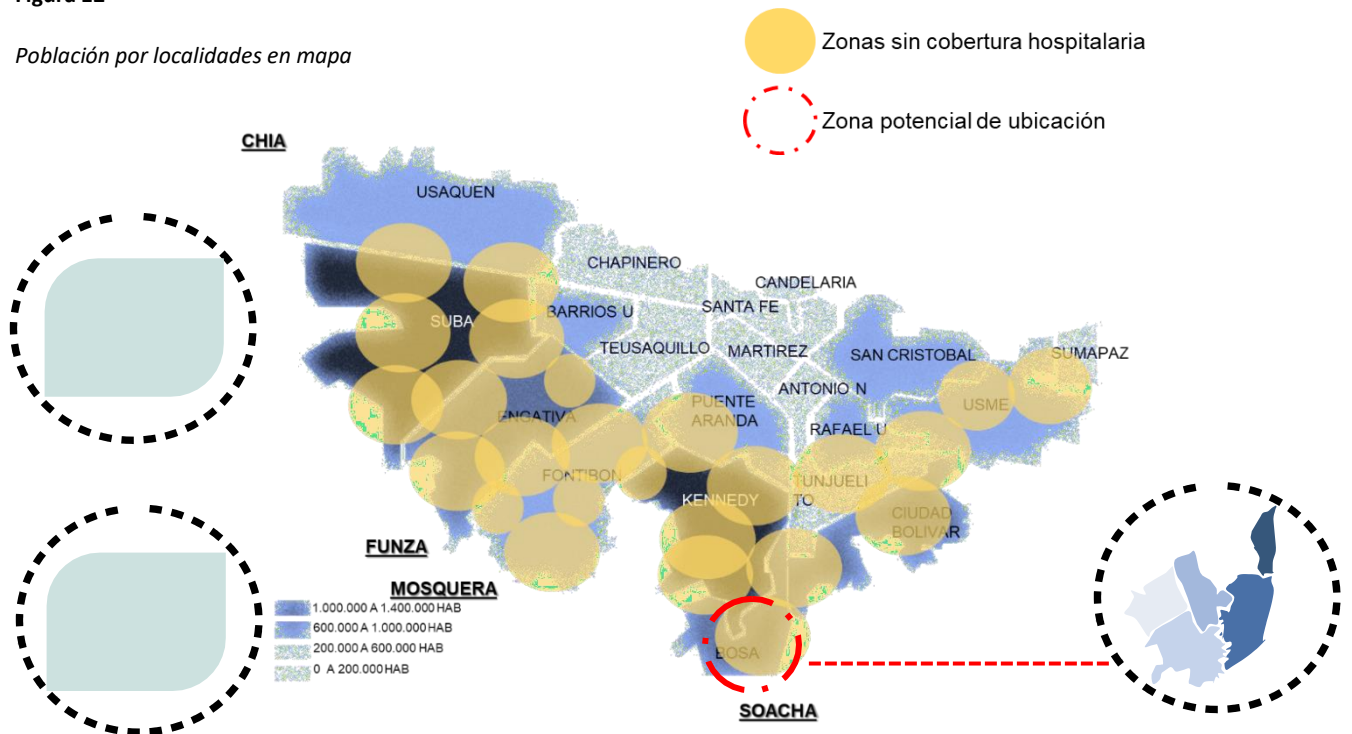 Población por localidades en mapa
Zonas sin cobertura hospitalaria
Zona potencial de ubicación
CHIA
USAQUEN
CHAPINERO
CANDELARIA
SANTA FE
BARRIOS U
SUBA
TEUSAQUILLO
MARTIREZ
SAN CRISTOBAL
SUMAPAZ
ANTONIO N
PUENTE
ARANDA
USME
ENGATIVA
RAFAEL U
FONTIBON
KENNEDY
TUNJUELI
TO
CIUDAD
BOLIVAR
FUNZA
MOSQUERA
1.000.000 A 1.400.000 HAB
600.000 A 1.000.000 HAB
200.000 A 600.000 HAB
0 A 200.000 HAB
BOSA
SOACHA